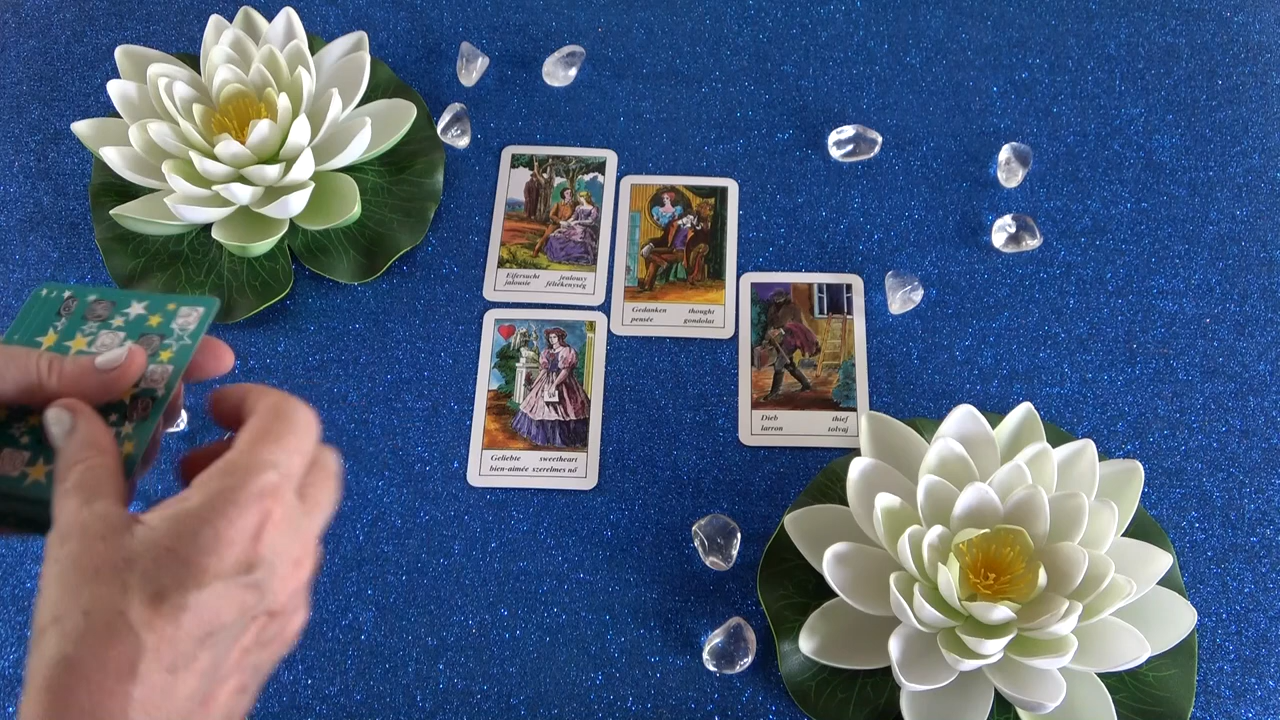 Eifersucht jealousy
jalousie féltékenység
Gedanken thought
pensée gondolat
Dieb thief
larron tolvaj
Geliebte sweetheart
bien-aimée szerelmes nő